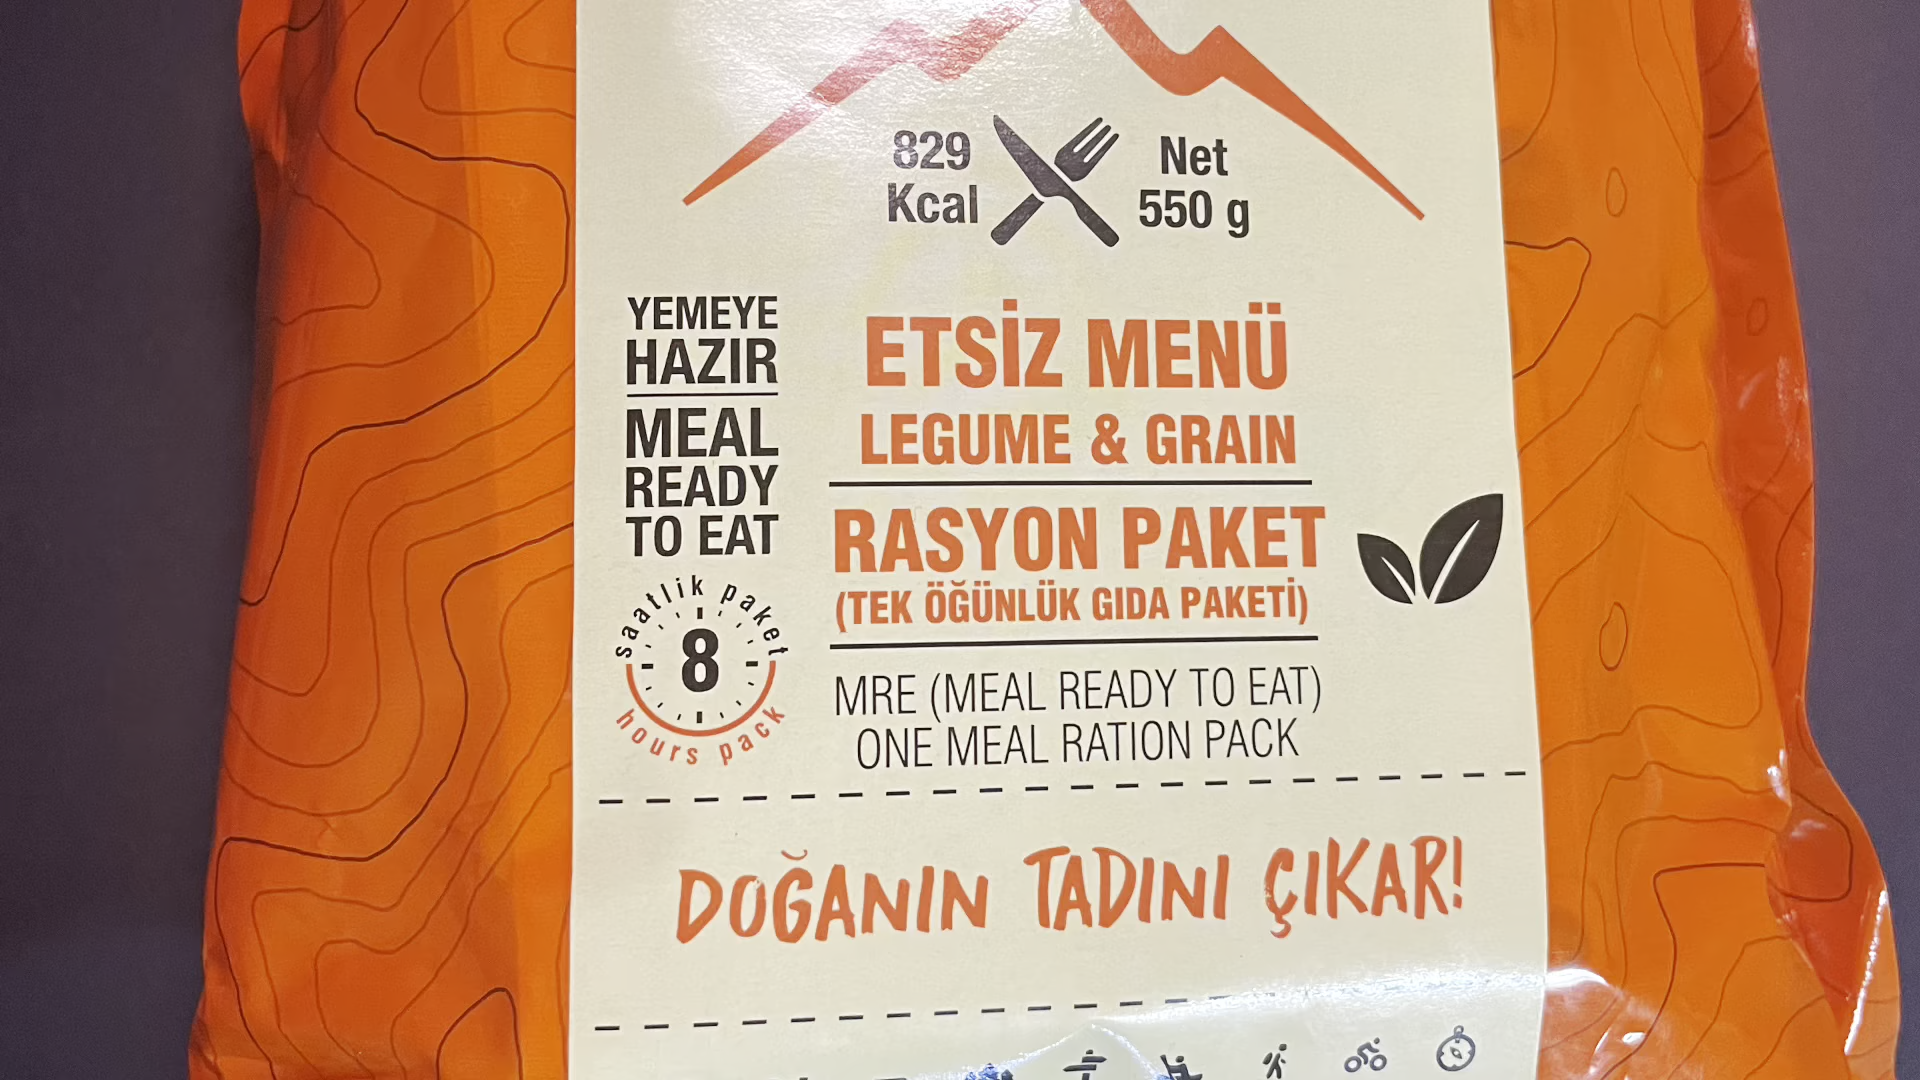 829
Kcal
Net
550 g
YEMEYE
HAZIR
MEAL
READY
TO EAT
saatlik paket
8
hours pack
ETSİZ MENÜ
LEGUME & GRAIN
RASYON PAKET
(TEK ÖĞÜNLÜK GIDA PAKETİ)
MRE (MEAL READY TO EAT)
ONE MEAL RATION PACK
DOĞANIN TADINI ÇIKAR!